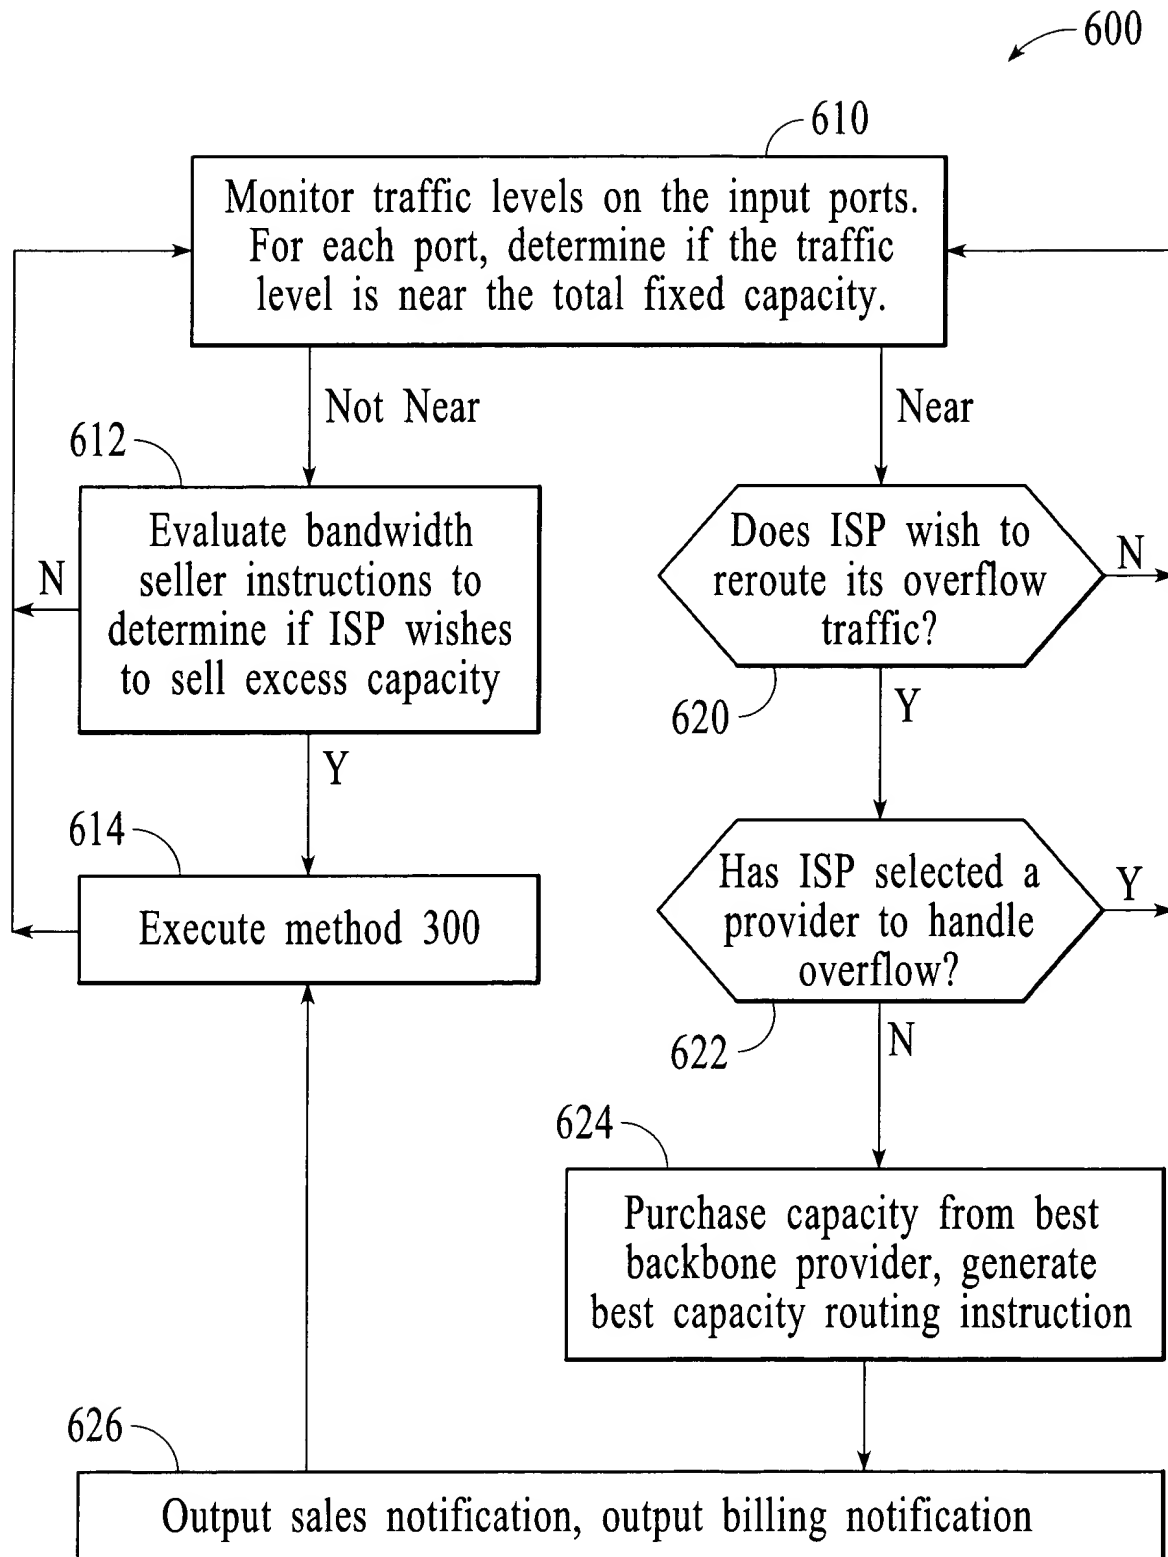 600
610
Monitor traffic levels on the input ports.
For each port, determine if the traffic
level is near the total fixed capacity.
Not Near
Near
612
Evaluate bandwidth
seller instructions to
determine if ISP wishes
to sell excess capacity
N
Does ISP wish to
reroute its overflow
traffic?
N
620
Y
Y
614
Execute method 300
Has ISP selected a
provider to handle
overflow?
Y
622
N
624
Purchase capacity from best
backbone provider, generate
best capacity routing instruction
626
Output sales notification, output billing notification